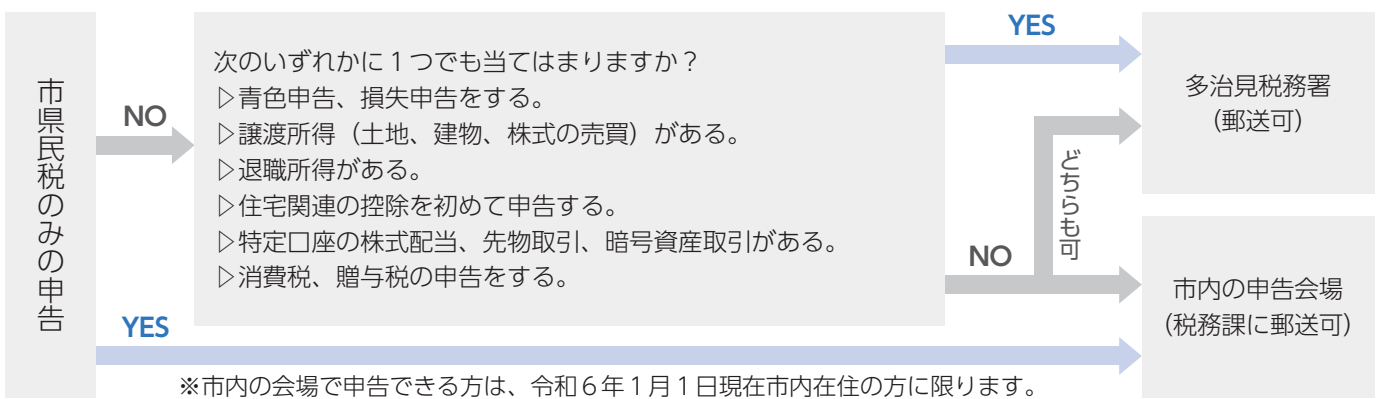 市県民税のみの申告
NO
次のいずれかに１つでも当てはまりますか？
▷青色申告、損失申告をする。
▷譲渡所得（土地、建物、株式の売買）がある。
▷退職所得がある。
▷住宅関連の控除を初めて申告する。
▷特定口座の株式配当、先物取引、暗号資産取引がある。
▷消費税、贈与税の申告をする。
YES
多治見税務署
（郵送可）
NO
どちらも可
市内の申告会場
（税務課に郵送可）
YES
※市内の会場で申告できる方は、令和６年１月１日現在市内在住の方に限ります。